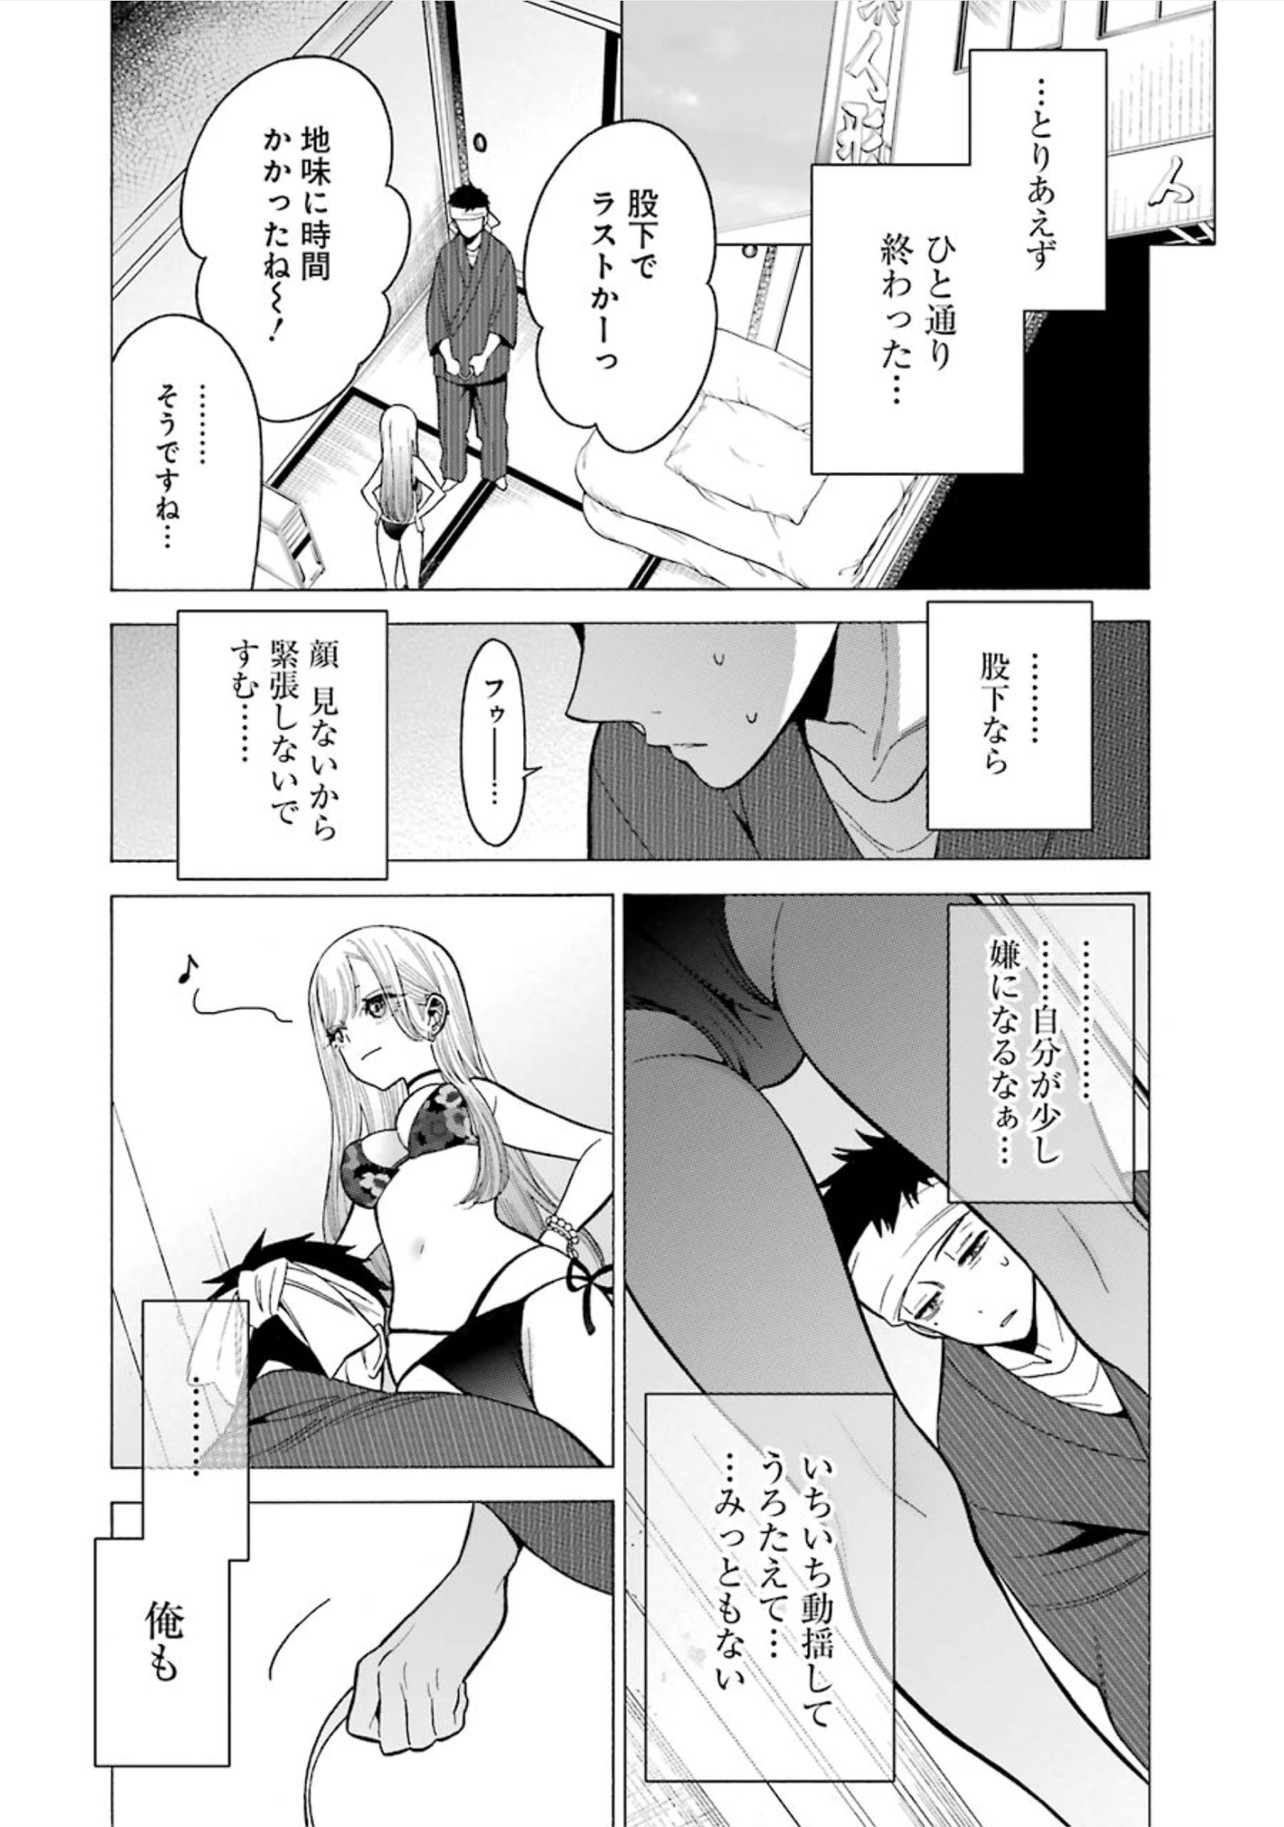 人形
人
…とりあえず
ひと通り
終わった…
股下で
ラストかーっ
地味に時間
かかったね～！
………
そうですね…
………
股下なら
フゥ――…
顔 見ないから
緊張しないで
すむ……
…………
……自分が少し
嫌になるなぁ…
いちいち動揺して
うろたえて…
…みっともない
♪
………
俺も